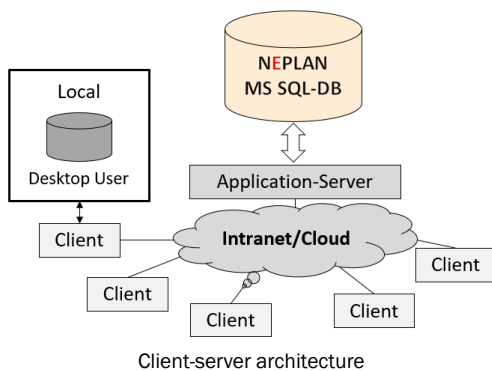 NEPLAN
MS SQL-DB
Local
Desktop User
Application-Server
Client
Intranet/Cloud
Client
Client
Client
Client
Client-server architecture